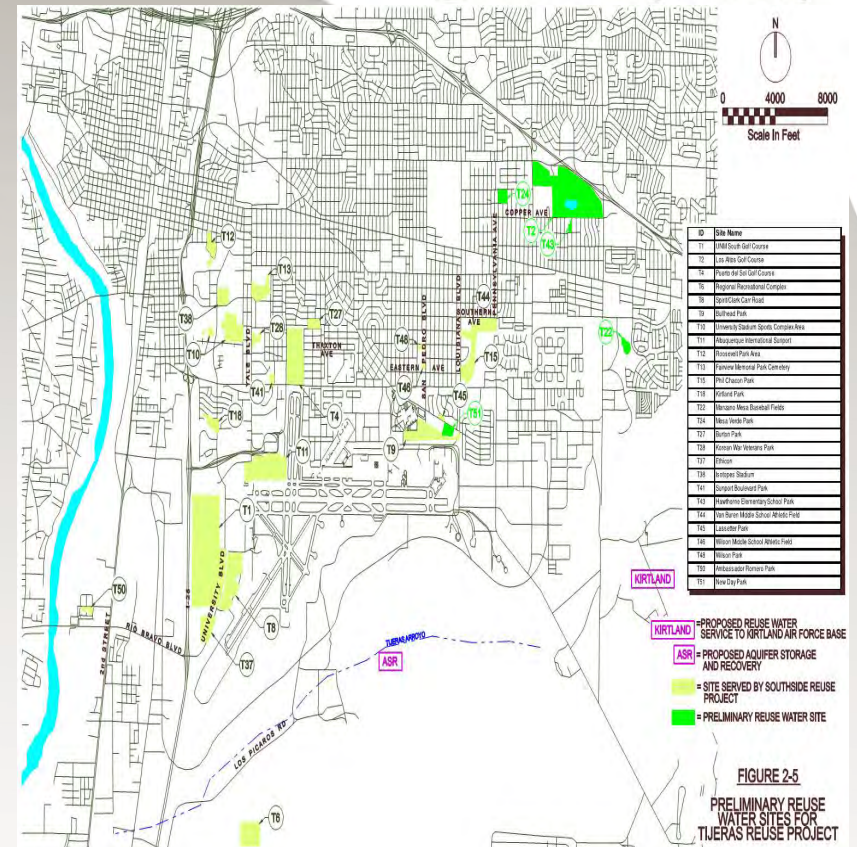 N
0 4000 8000
Scale In Feet
T24
COPPER AVE
T2
T43
PENNSYLVANIA AVE
T12
T13
T38
T27
T28
T44
SOUTHERN
AVE
LOUISIANA BLVD
SAN PEDRO BLVD
T22
T10
YALE BLVD
THAXTON
AVE
T48
EASTERN AVE
T15
T41
T46
T45
T51
T18
T4
T9
T11
T1
I-25
UNIVERSITY BLVD
T50
2nd STREET
RIO BRAVO BLVD
T8
T37
TIJERAS ARROYO
ASR
KIRTLAND
LOS PICAROS RD
T6
ID Site Name
T1 UNM South Golf Course
T2 Los Altos Golf Course
T4 Puerto del Sol Golf Course
T6 Regional Recreational Complex
T8 Spirit/Clark Carr Road
T9 Bullhead Park
T10 University Stadium Sports Complex Area
T11 Albuquerque International Sunport
T12 Roosevelt Park Area
T13 Fairview Memorial Park Cemetery
T15 Phil Chacon Park
T18 Kirtland Park
T22 Manzano Mesa Baseball Fields
T24 Mesa Verde Park
T27 Burton Park
T28 Korean War Veterans Park
T37 Ethicon
T38 Isotopes Stadium
T41 Sunport Boulevard Park
T43 Hawthorne Elementary School Park
T44 Van Buren Middle School Athletic Field
T45 Lassetter Park
T46 Wilson Middle School Athletic Field
T48 Wilson Park
T50 Ambassador Romero Park
T51 New Day Park
KIRTLAND =PROPOSED REUSE WATER
SERVICE TO KIRTLAND AIR FORCE BASE
ASR = PROPOSED AQUIFER STORAGE
AND RECOVERY
= SITE SERVED BY SOUTHSIDE REUSE
PROJECT
= PRELIMINARY REUSE WATER SITE
FIGURE 2-5
PRELIMINARY REUSE
WATER SITES FOR
TIJERAS REUSE PROJECT